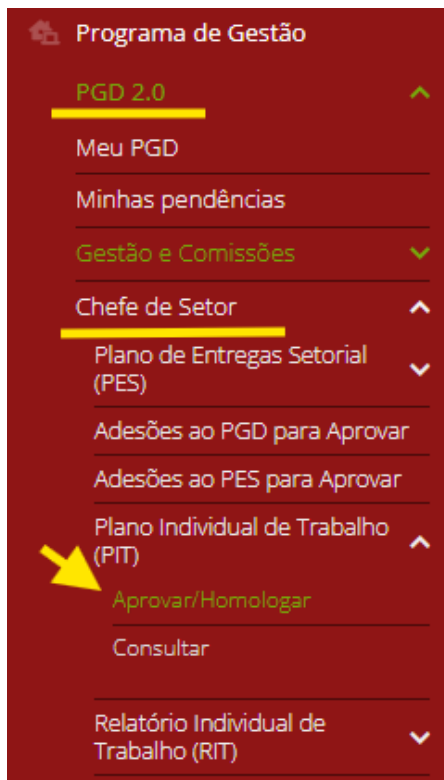 Programa de Gestão
PGD 2.0
Meu PGD
Minhas pendências
Gestão e Comissões
Chefe de Setor
Plano de Entregas Setorial
(PES)
Adesões ao PGD para Aprovar
Adesões ao PES para Aprovar
Plano Individual de Trabalho
(PIT)
Aprovar/Homologar
Consultar
Relatório Individual de
Trabalho (RIT)